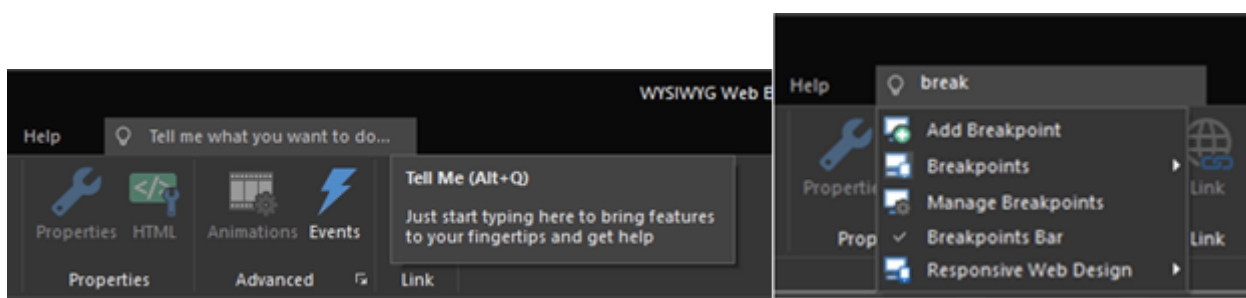 WYSIWYG Web E
Help
Tell me what you want to do...
Properties HTML
Animations Events
Properties
Advanced
Link
Tell Me (Alt+Q)
Just start typing here to bring features
to your fingertips and get help
Help
break
Properti
Prop
Add Breakpoint
Breakpoints
Manage Breakpoints
Breakpoints Bar
Responsive Web Design
Link
Link